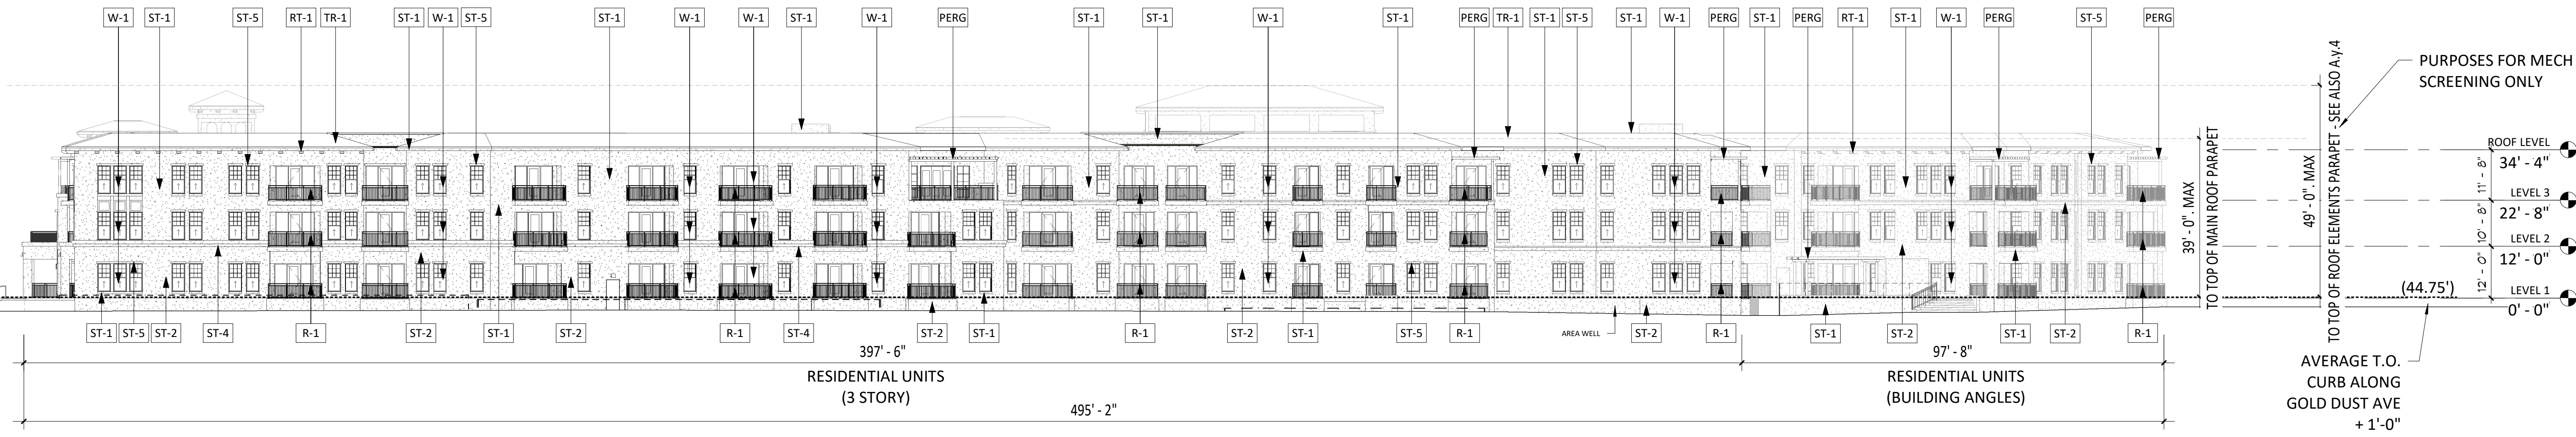 W-1 ST-1 ST-5 RT-1 TR-1 ST-1 W-1 ST-5 ST-1 W-1 W-1 ST-1 W-1 PERG ST-1 ST-1 W-1 ST-1 PERG TR-1 ST-1 ST-5 ST-1 W-1 PERG ST-1 PERG RT-1 ST-1 W-1 PERG ST-5 PERG
PURPOSES FOR MECH
SCREENING ONLY
39' - 0". MAX
TO TOP OF MAIN ROOF PARAPET
49' - 0". MAX
TO TOP OF ROOF ELEMENTS PARAPET - SEE ALSO A.y.4
ROOF LEVEL
34' - 4"
11' - 8"
LEVEL 3
22' - 8"
10' - 8"
LEVEL 2
12' - 0"
12' - 0"
(44.75')
LEVEL 1
0' - 0"
ST-1 ST-5 ST-2 ST-4 R-1 ST-2 ST-1 ST-2 R-1 ST-4 ST-2 ST-1 R-1 ST-2 ST-1 ST-5 R-1 AREA WELL ST-2 R-1 ST-1 ST-2 ST-1 ST-2 R-1
397' - 6"
RESIDENTIAL UNITS
(3 STORY)
97' - 8"
RESIDENTIAL UNITS
(BUILDING ANGLES)
495' - 2"
AVERAGE T.O.
CURB ALONG
GOLD DUST AVE
+ 1'-0"